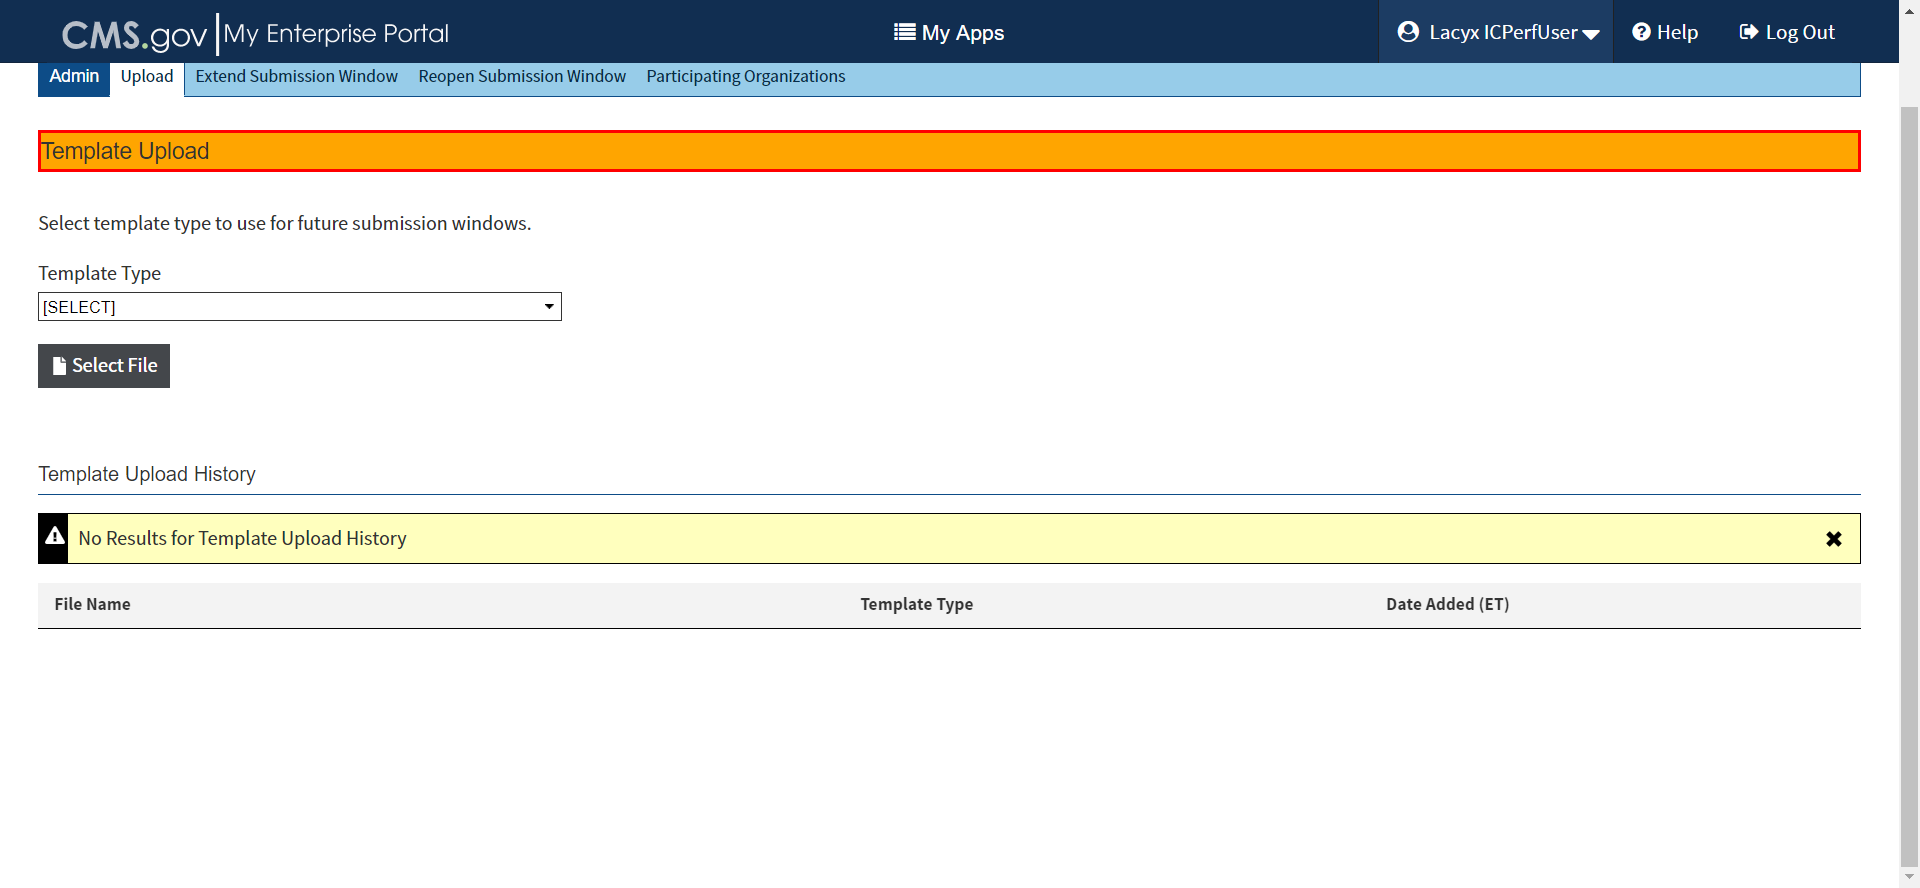 CMS.gov My Enterprise Portal My Apps Lacyx ICPerfUser Help Log Out
Admin Upload Extend Submission Window Reopen Submission Window Participating Organizations
Template Upload
Select template type to use for future submission windows.
Template Type
[SELECT]
Select File
Template Upload History
No Results for Template Upload History
File Name Template Type Date Added (ET)